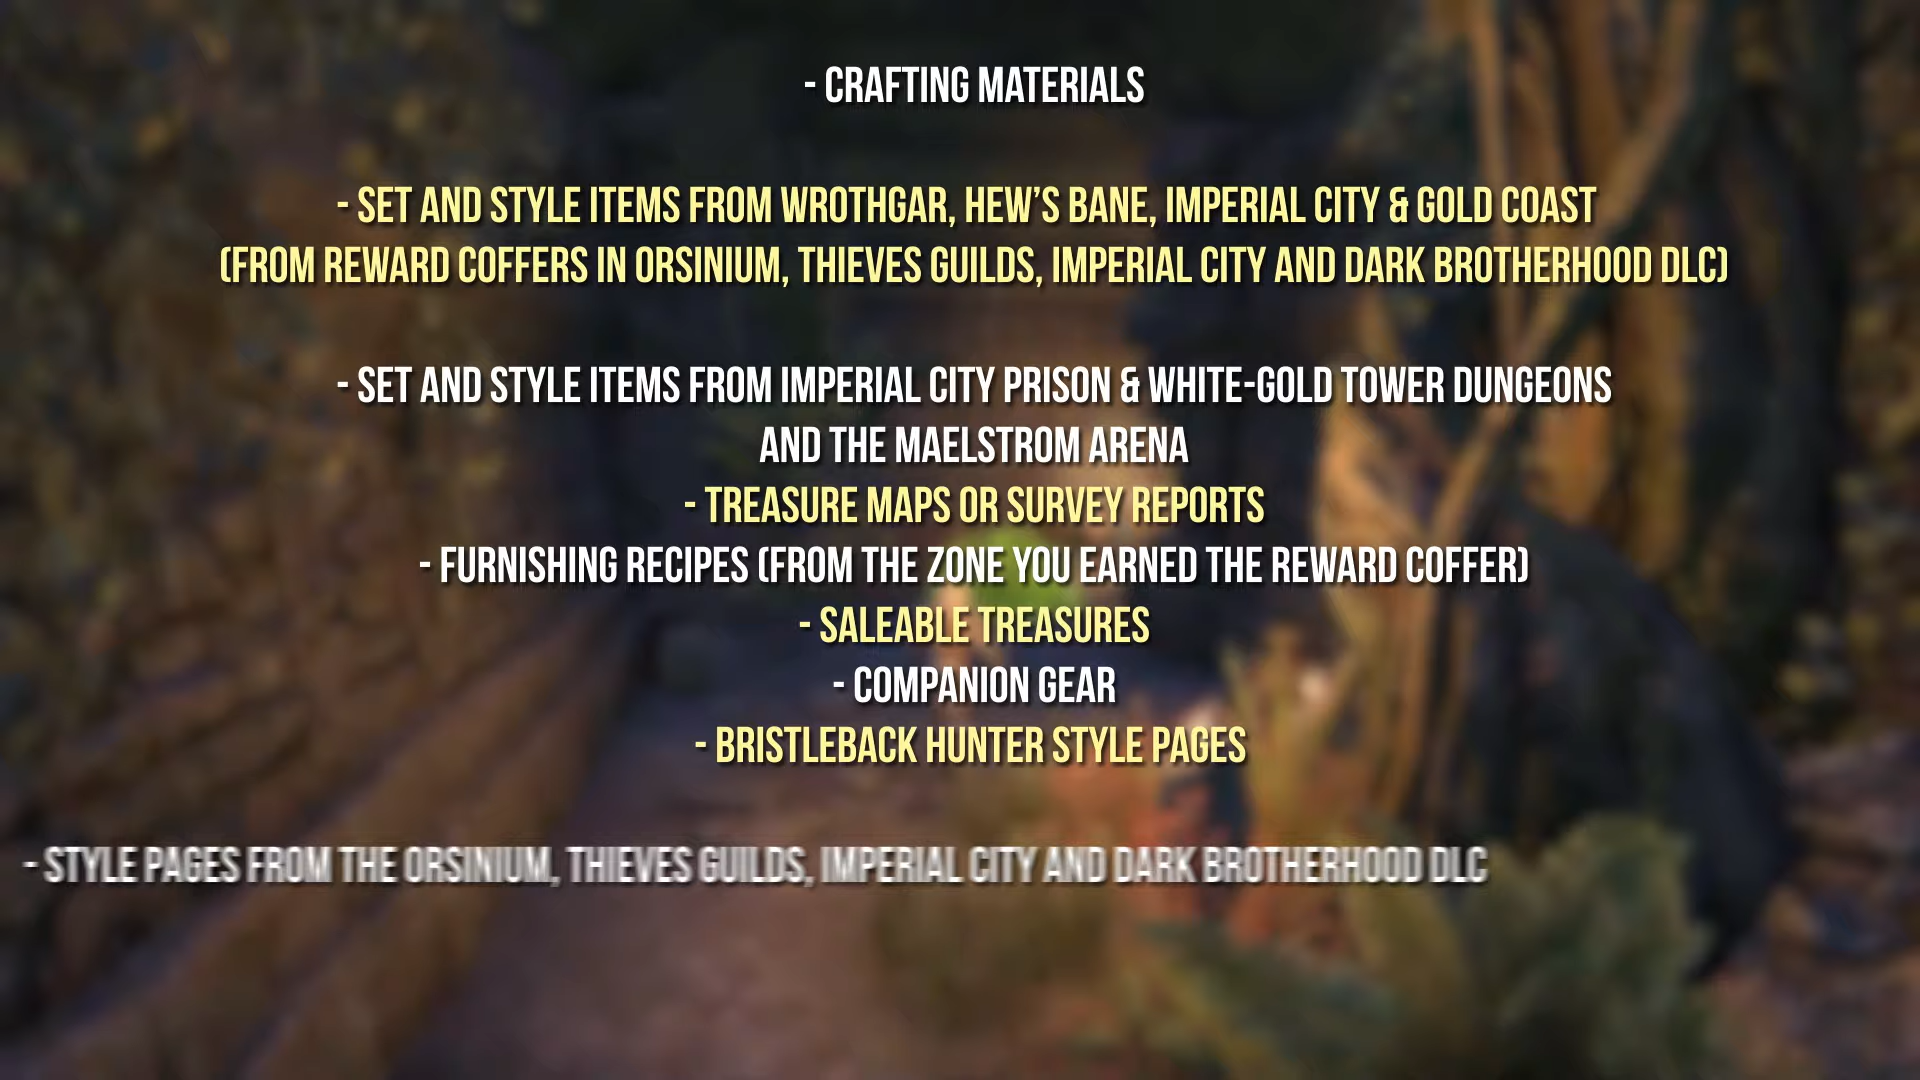 - CRAFTING MATERIALS
- SET AND STYLE ITEMS FROM WROTHGAR, HEW'S BANE, IMPERIAL CITY & GOLD COAST
(FROM REWARD COFFERS IN ORSINIUM, THIEVES GUILDS, IMPERIAL CITY AND DARK BROTHERHOOD DLC)
- SET AND STYLE ITEMS FROM IMPERIAL CITY PRISON & WHITE-GOLD TOWER DUNGEONS
AND THE MAELSTROM ARENA
- TREASURE MAPS OR SURVEY REPORTS
- FURNISHING RECIPES (FROM THE ZONE YOU EARNED THE REWARD COFFER)
- SALEABLE TREASURES
- COMPANION GEAR
- BRISTLEBACK HUNTER STYLE PAGES
- STYLE PAGES FROM THE ORSINIUM, THIEVES GUILDS, IMPERIAL CITY AND DARK BROTHERHOOD DLC